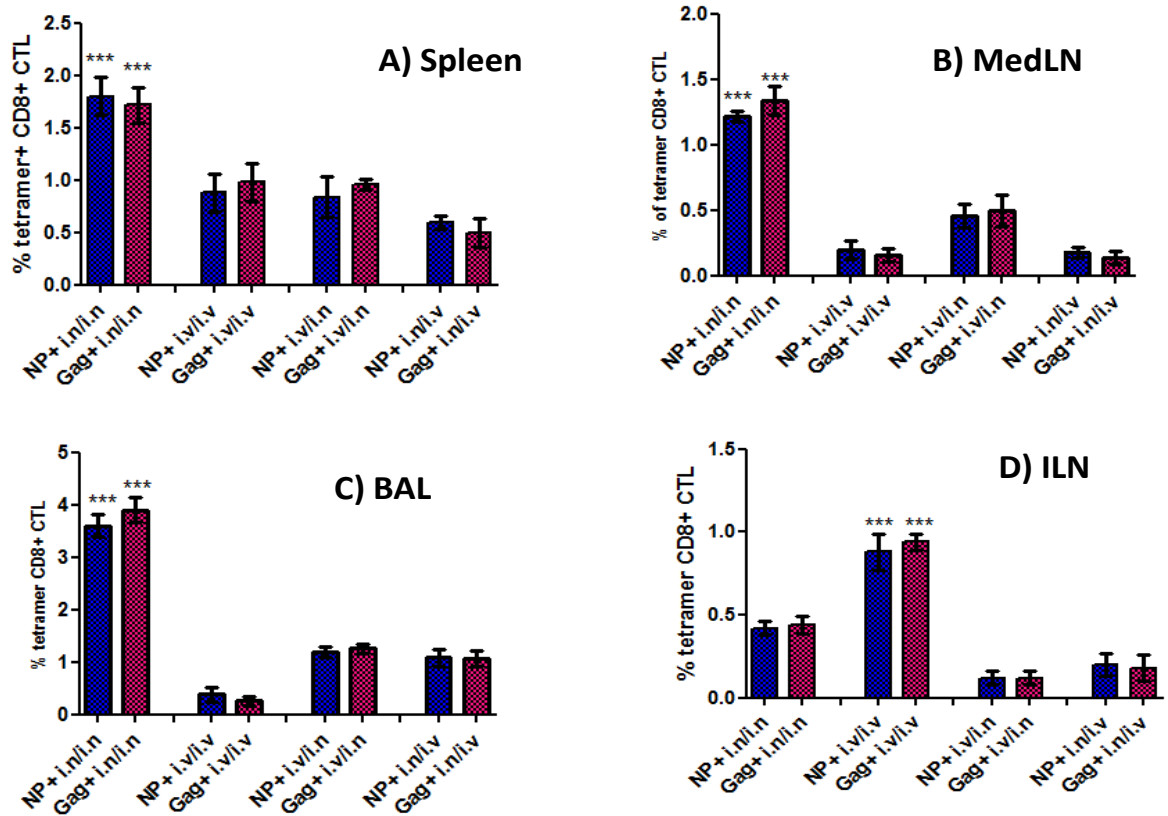 A) Spleen
% tetramer+ CD8+ CTL
2.5
2.0
1.5
1.0
0.5
0.0
*** ***
NP+ i.n/i.n
Gag+ i.n/i.n
NP+ i.v/i.v
Gag+ i.v/i.v
NP+ i.v/i.n
Gag+ i.v/i.n
NP+ i.n/i.v
Gag+ i.n/i.v
B) MedLN
% of tetramer CD8+ CTL
2.0
1.5
1.0
0.5
0.0
*** ***
NP+ i.n/i.n
Gag+ i.n/i.n
NP+ i.v/i.v
Gag+ i.v/i.v
NP+ i.v/i.n
Gag+ i.v/i.n
NP+ i.n/i.v
Gag+ i.n/i.v
C) BAL
% tetramer CD8+ CTL
5
4
3
2
1
0
*** ***
NP+ i.n/i.n
Gag+ i.n/i.n
NP+ i.v/i.v
Gag+ i.v/i.v
NP+ i.v/i.n
Gag+ i.v/i.n
NP+ i.n/i.v
Gag+ i.n/i.v
D) ILN
% tetramer CD8+ CTL
1.5
1.0
0.5
0.0
*** ***
NP+ i.n/i.n
Gag+ i.n/i.n
NP+ i.v/i.v
Gag+ i.v/i.v
NP+ i.v/i.n
Gag+ i.v/i.n
NP+ i.n/i.v
Gag+ i.n/i.v